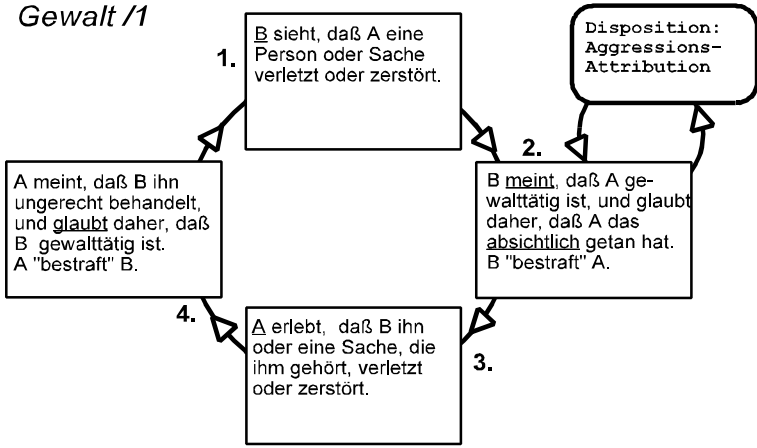 Gewalt /1
1.
B sieht, daß A eine
Person oder Sache
verletzt oder zerstört.
Disposition:
Aggressions-
Attribution
2.
B meint, daß A ge-
walttätig ist, und glaubt
daher, daß A das
absichtlich getan hat.
B "bestraft" A.
3.
A erlebt, daß B ihn
oder eine Sache, die
ihm gehört, verletzt
oder zerstört.
4.
A meint, daß B ihn
ungerecht behandelt,
und glaubt daher, daß
B gewalttätig ist.
A "bestraft" B.